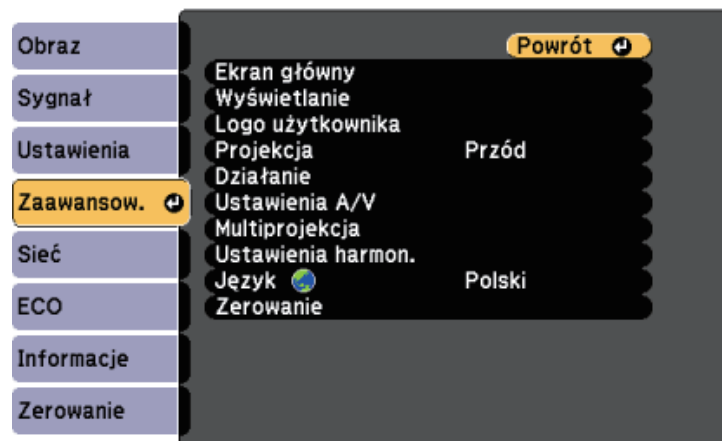 Obraz
Sygnał
Ustawienia
Zaawansow.
Sieć
ECO
Informacje
Zerowanie
Powrót
Ekran główny
Wyświetlanie
Logo użytkownika
Projekcja Przód
Działanie
Ustawienia A/V
Multiprojekcja
Ustawienia harmon.
Język Polski
Zerowanie